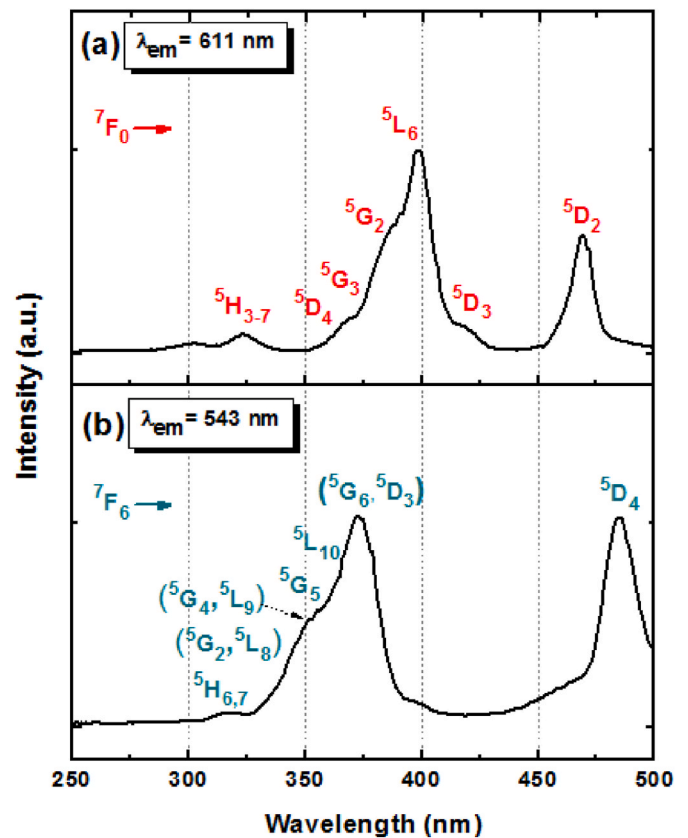 (a) λem = 611 nm
⁷F₀
⁵L₆
⁵G₂
⁵D₂
⁵G₃
⁵H₃₋₇
⁵D₄
⁵D₃
Intensity (a.u.)
(b) λem = 543 nm
⁷F₆
(⁵G₆,⁵D₃)
⁵D₄
⁵L₁₀
⁵G₅
(⁵G₄,⁵L₉)
(⁵G₂,⁵L₈)
⁵H₆,₇
250 300 350 400 450 500
Wavelength (nm)